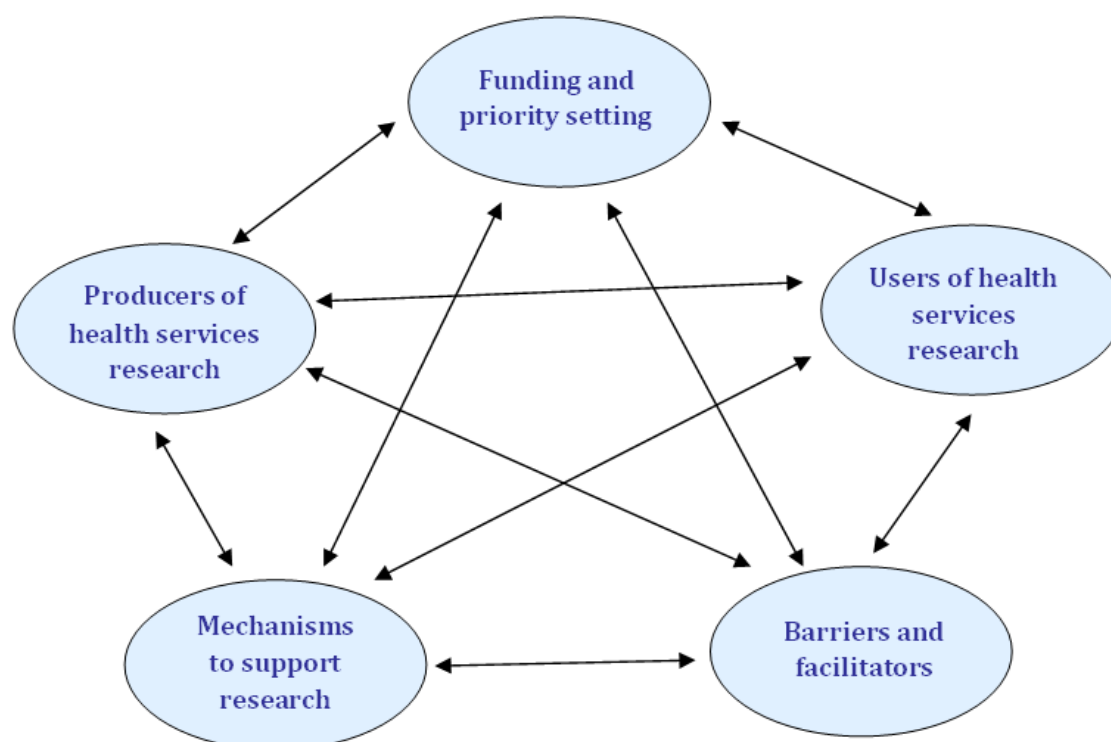 Funding and
priority setting
Producers of
health services
research
Users of health
services
research
Mechanisms
to support
research
Barriers and
facilitators